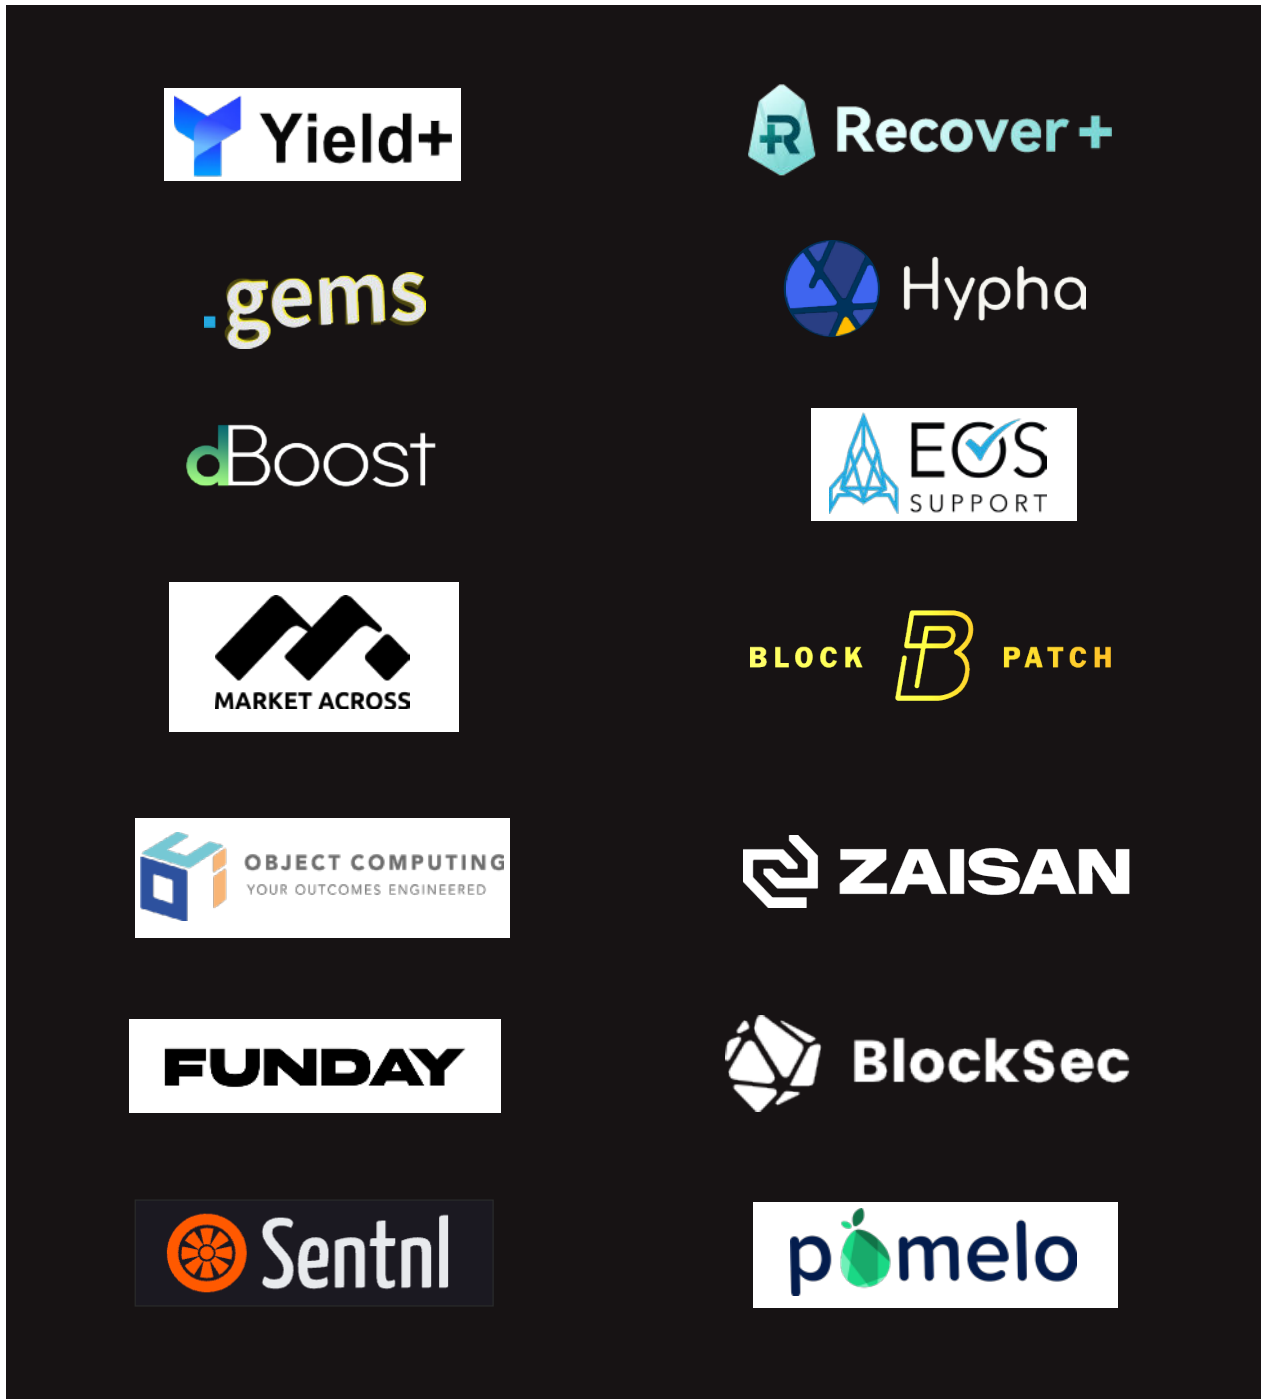 Yield+
Recover+
.gems
Hypha
dBoost
EOS
SUPPORT
MARKET ACROSS
BLOCK B PATCH
OBJECT COMPUTING
YOUR OUTCOMES ENGINEERED
ZAISAN
FUNDAY
BlockSec
Sentnl
pomelo